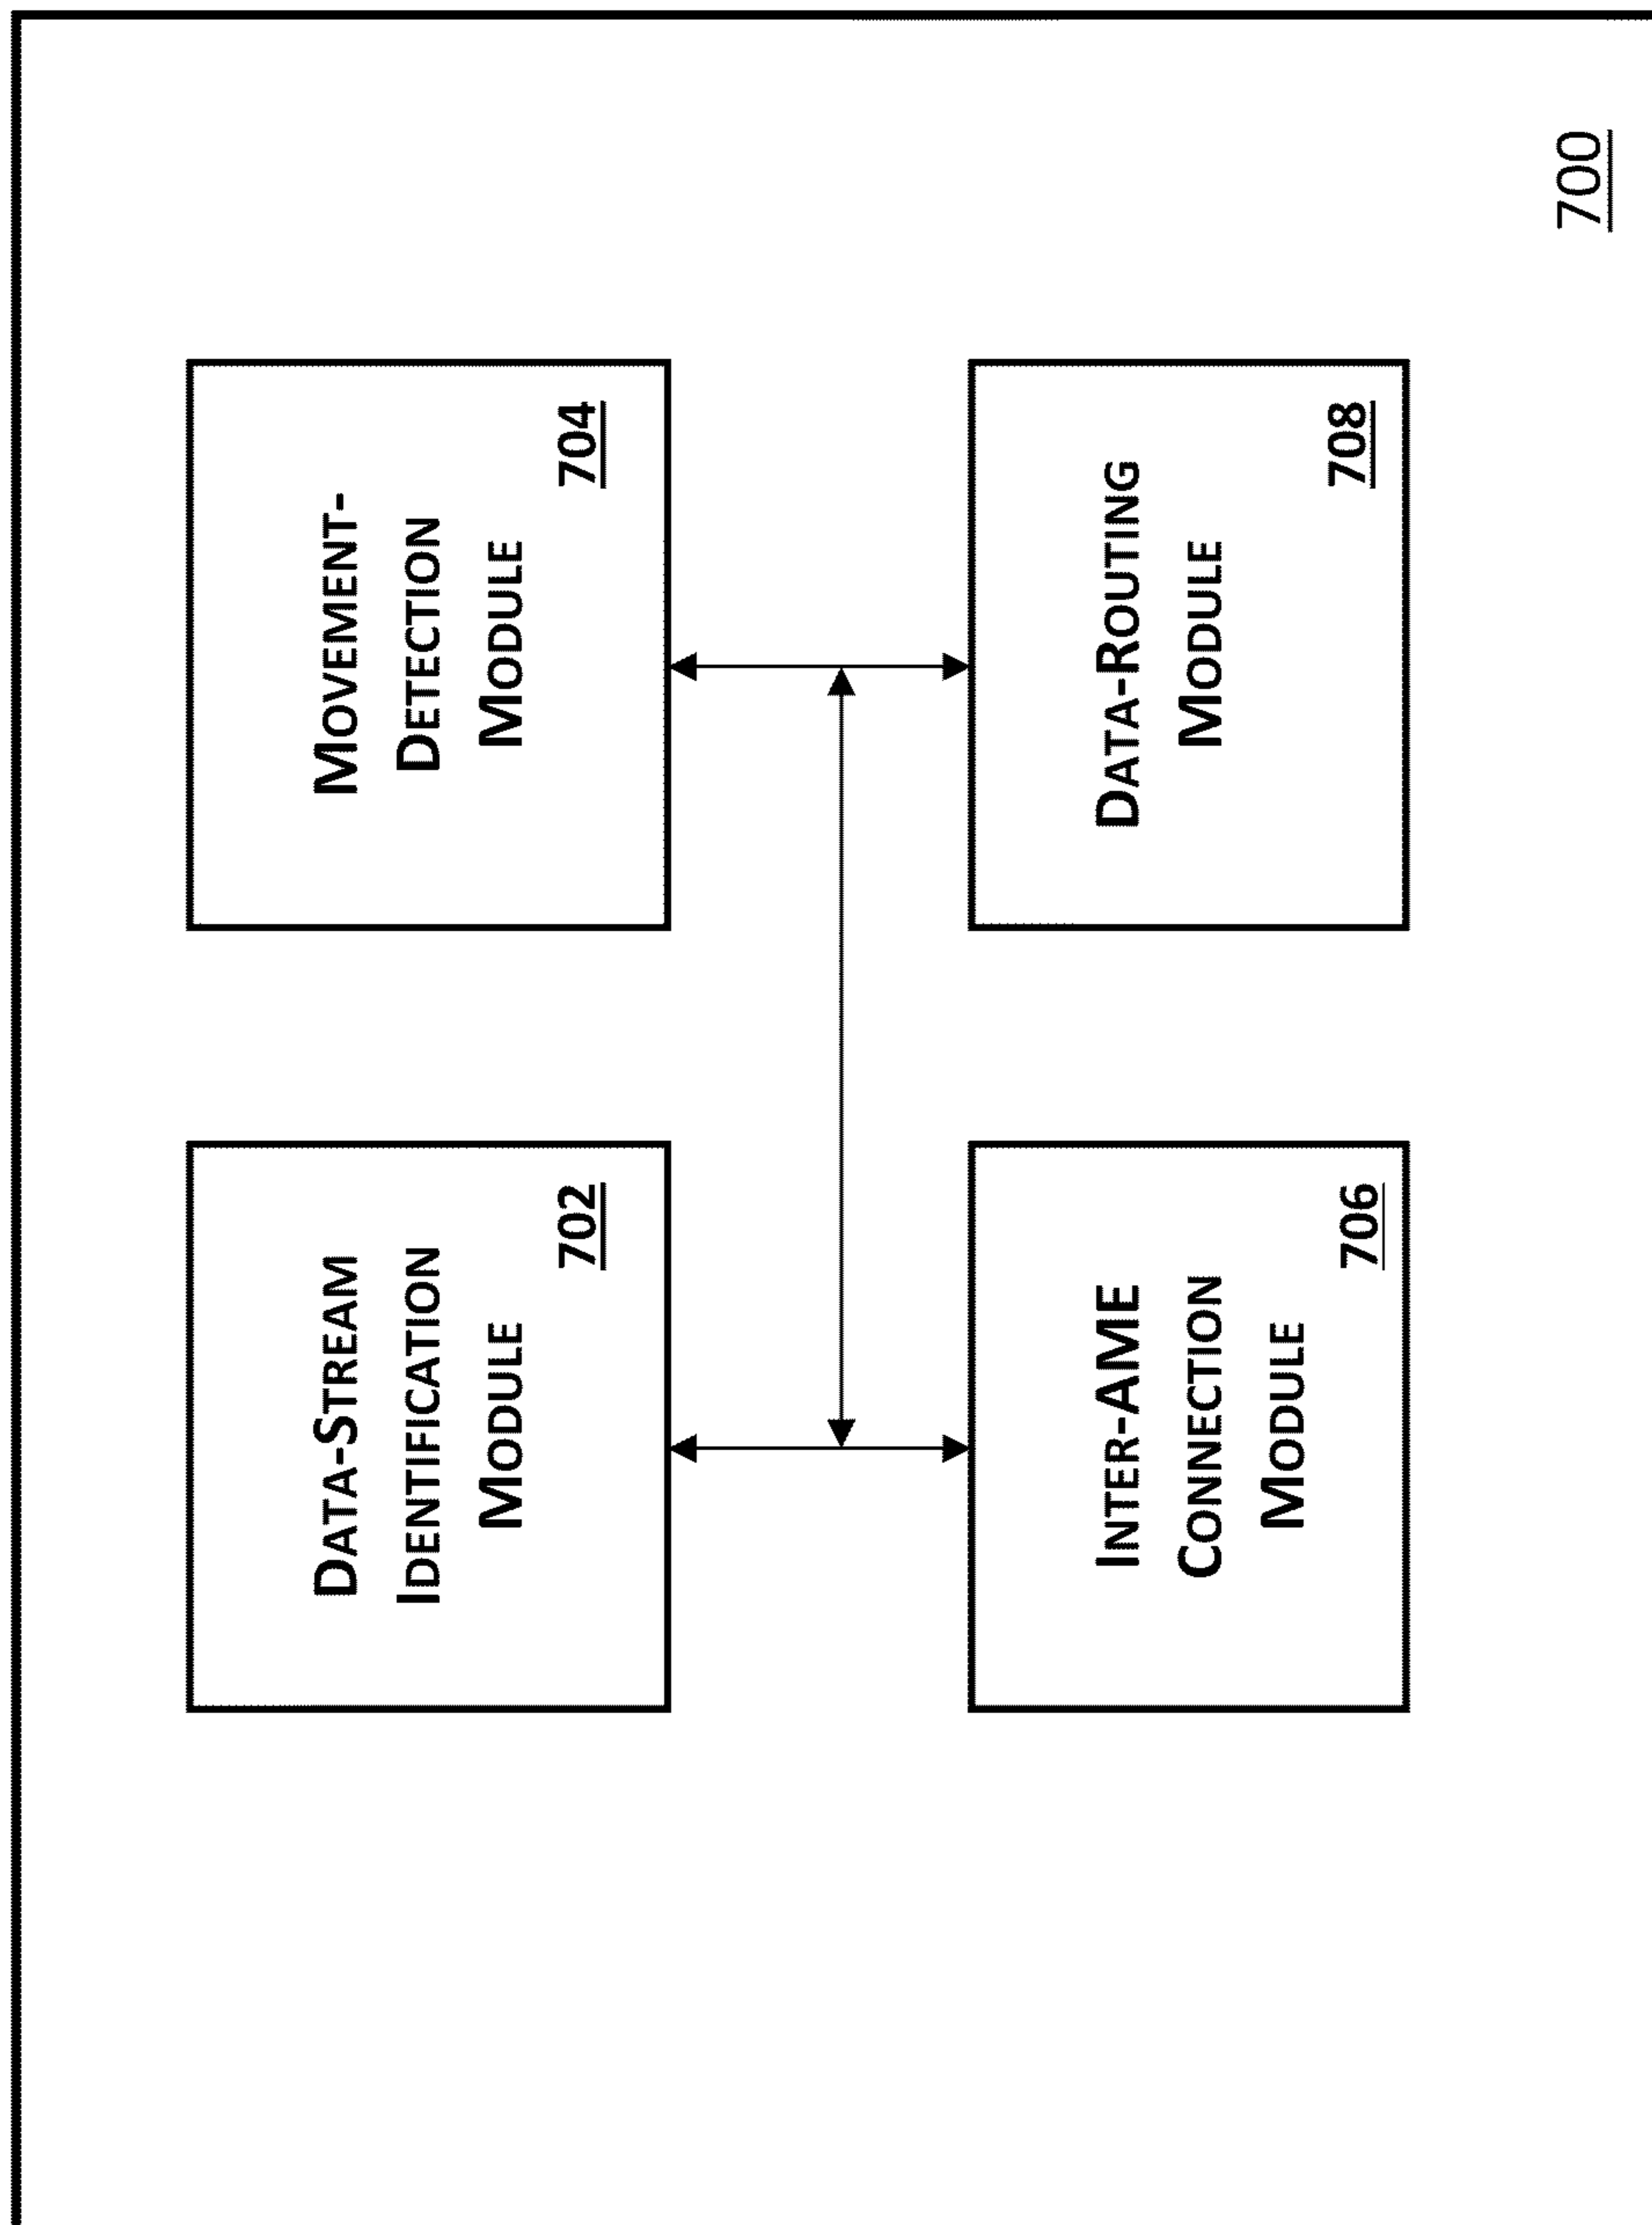 DATA-STREAM
IDENTIFICATION
MODULE
702
MOVEMENT-
DETECTION
MODULE
704
INTER-AME
CONNECTION
MODULE
706
DATA-ROUTING
MODULE
708
700